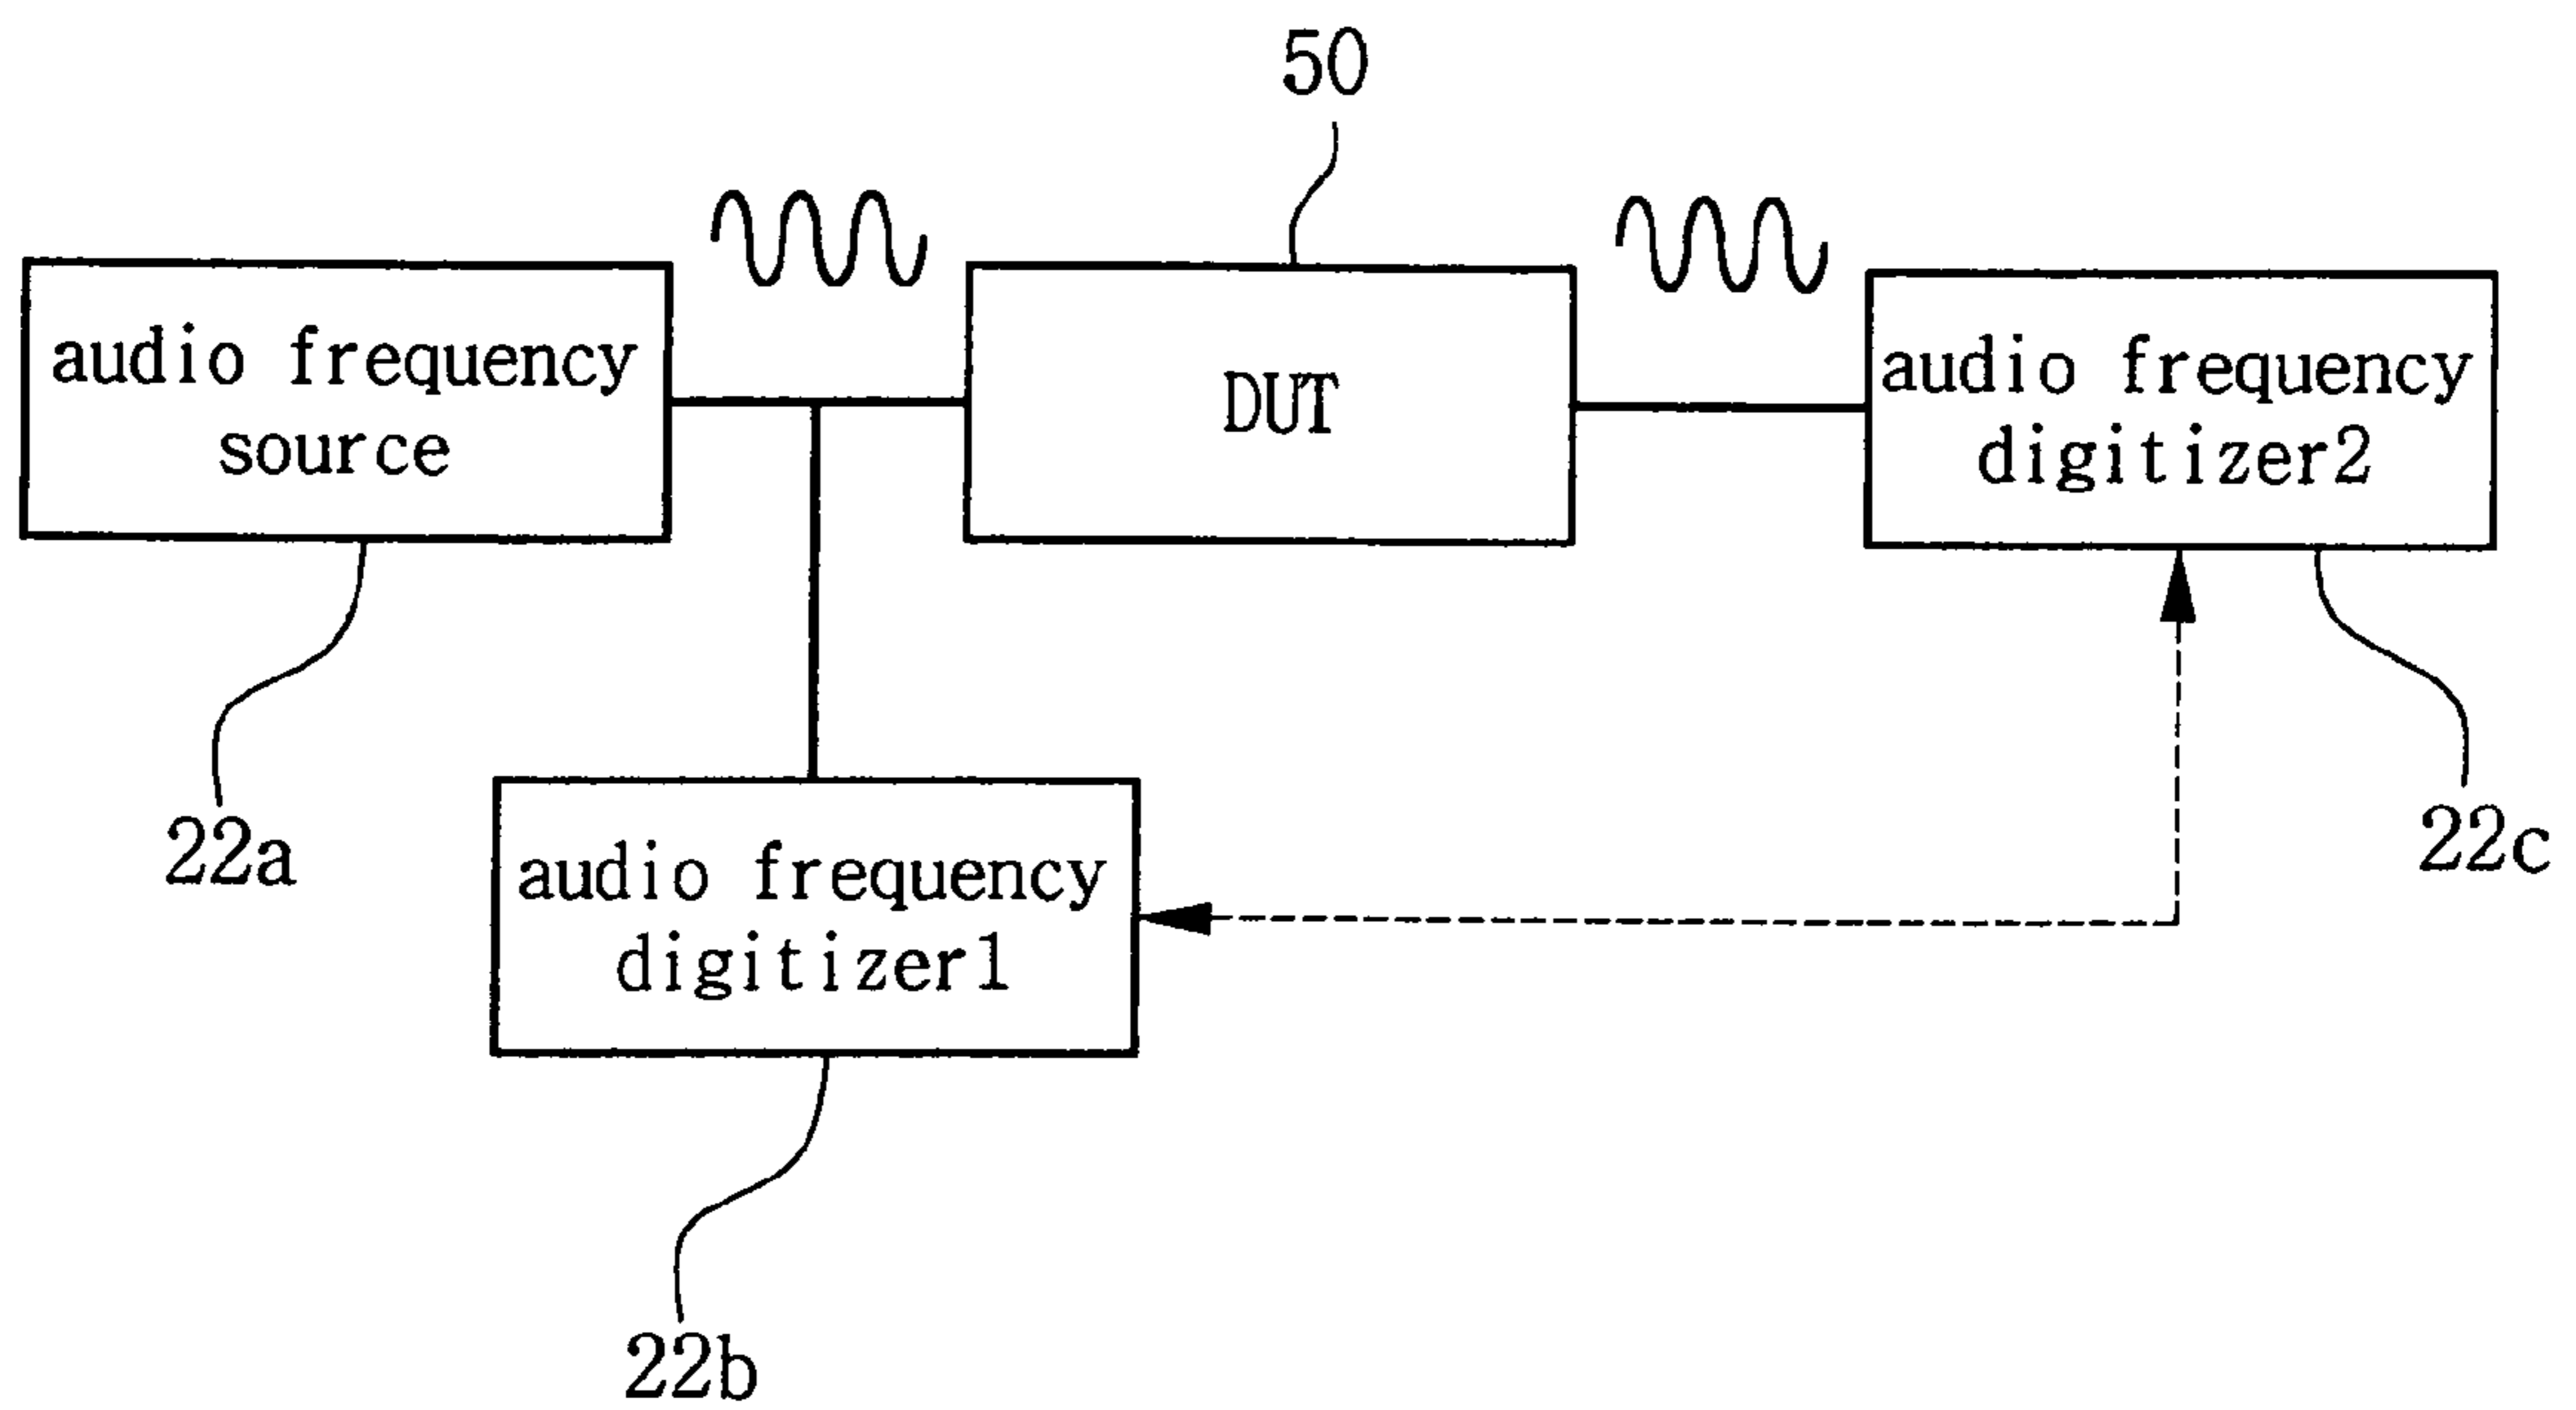 50
audio frequency
source
DUT
audio frequency
digitizer2
22a
audio frequency
digitizer1
22c
22b